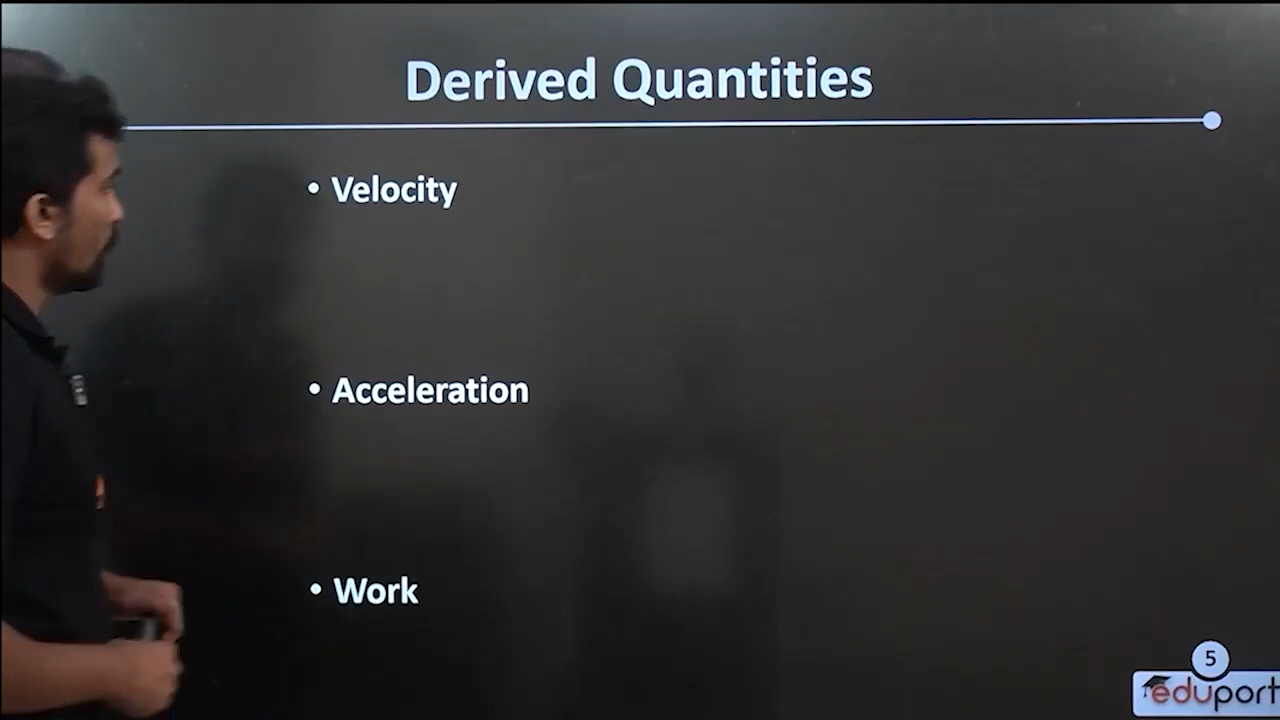 Derived Quantities
• Velocity
• Acceleration
• Work
5
eduport